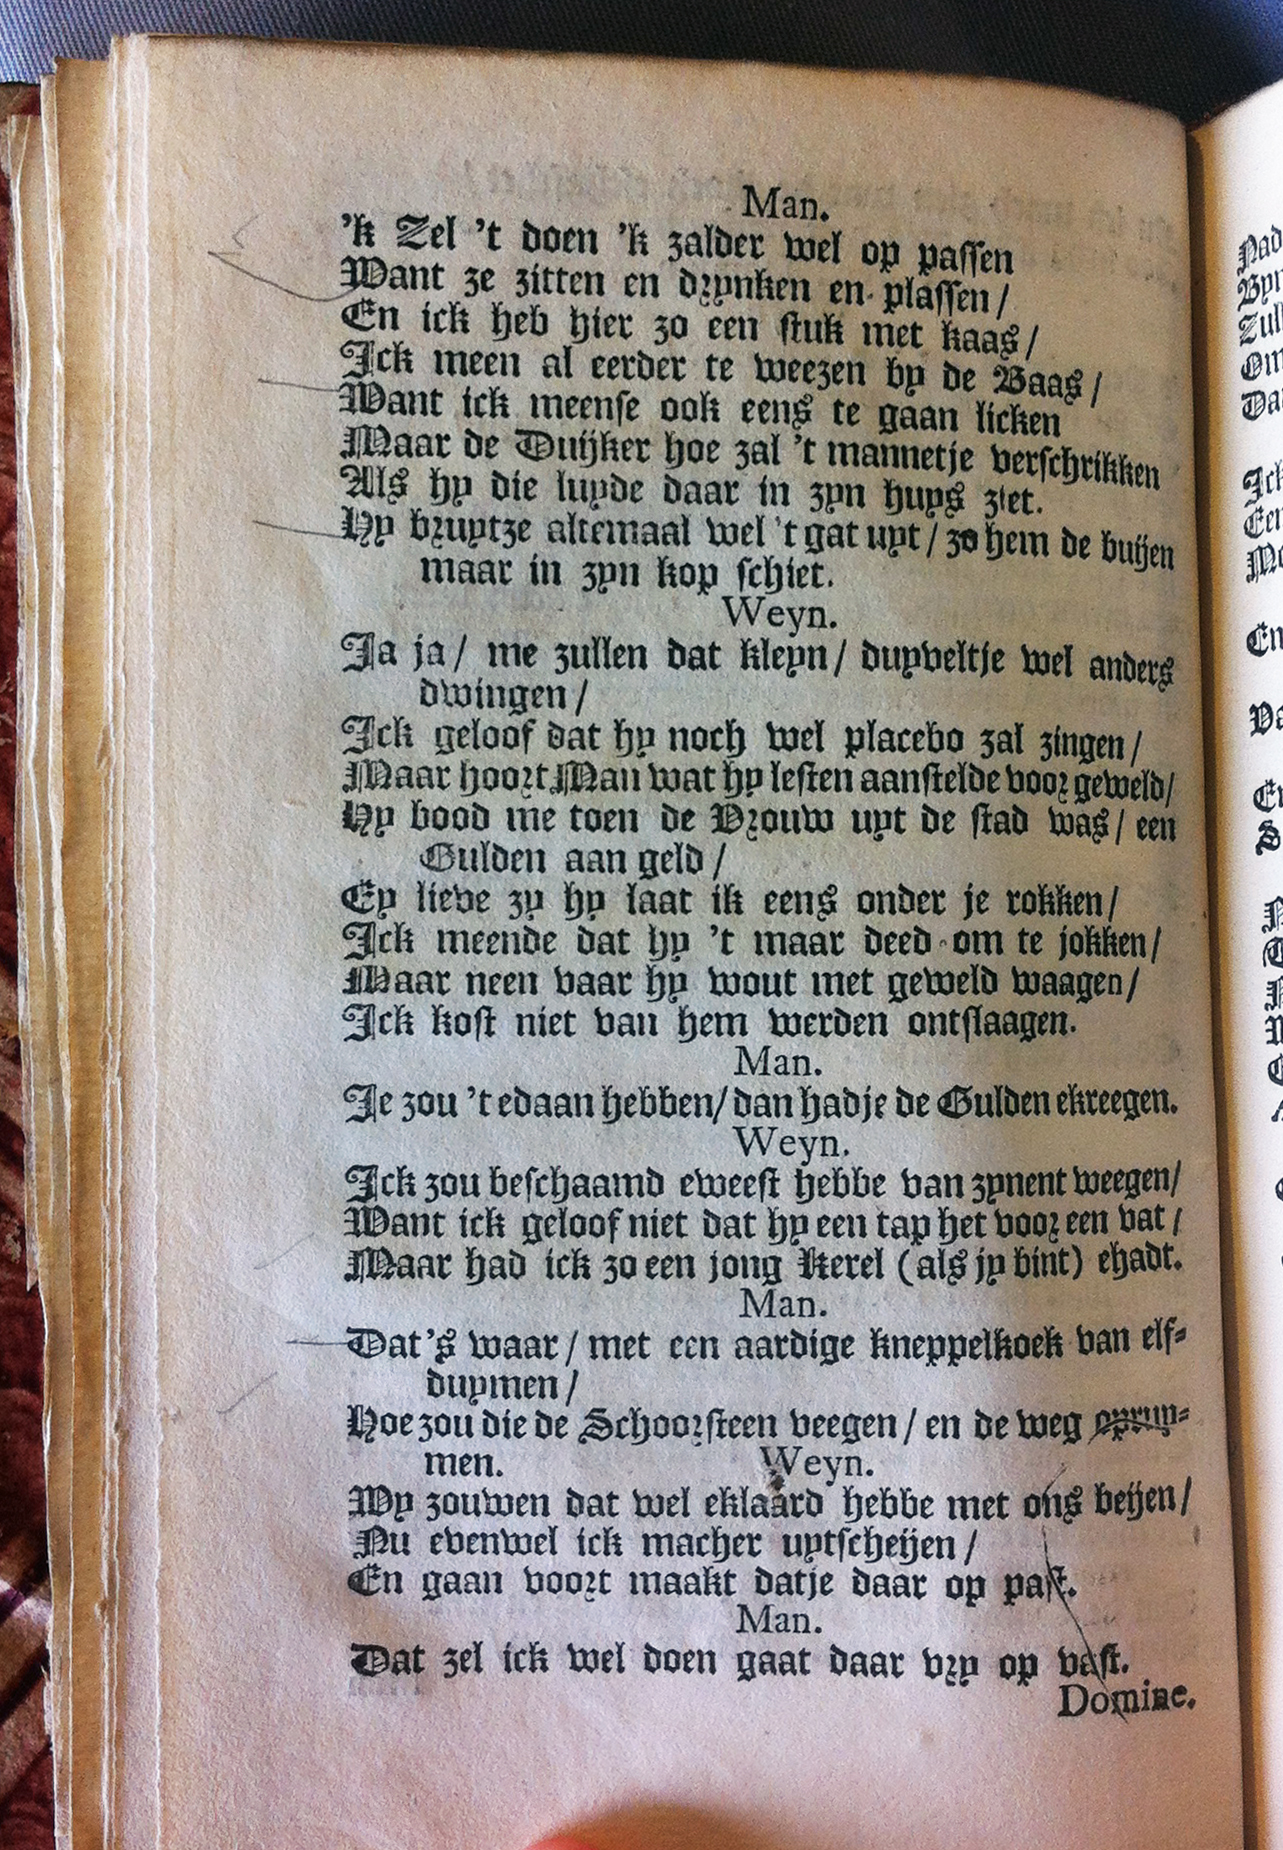 Man.
'k Zel 't doen 'k zalder wel op passen
Want ze zitten en drynken en plassen /
En ick heb hier zo een stuk met kaas /
Ick meen al eerder te weezen by de Baas /
Want ick meense ook eens te gaan licken
Maar de Duijker hoe zal 't mannetje verschrikken
Als hy die luyde daar in zyn huys ziet.
Hy bruytze altemaal wel 't gat uyt / zo hem de buijen
maar in zyn kop schiet.
Weyn.
Ja ja / me zullen dat kleyn / duyveltje wel anders
dwingen /
Ick geloof dat hy noch wel placebo zal zingen /
Maar hoort Man wat hy lesten aanstelde voor geweld /
Hy bood me toen de Vrouw uyt de stad was / een
Gulden aan geld /
Ey lieve zy hy laat ik eens onder je rokken /
Ick meende dat hy 't maar deed om te jokken /
Maar neen vaar hy wout met geweld waagen /
Ick kost niet van hem werden ontslaagen.
Man.
Je zou 't edaan hebben / dan hadje de Gulden ekreegen.
Weyn.
Ick zou beschaamd eweest hebbe van zynent weegen /
Want ick geloof niet dat hy een tap het voor een vat /
Maar had ick zo een jong Kerel (als jy bint) ehadt.
Man.
Dat's waar / met een aardige kneppelkoek van elf-
duymen /
Hoe zou die de Schoorsteen veegen / en de weg opruy-
men. Weyn.
Wy zouwen dat wel eklaard hebbe met ons beijen /
Nu evenwel ick macher uytscheijen /
En gaan voort maakt datje daar op past.
Man.
Dat zel ick wel doen gaat daar vry op vast.
Domine.